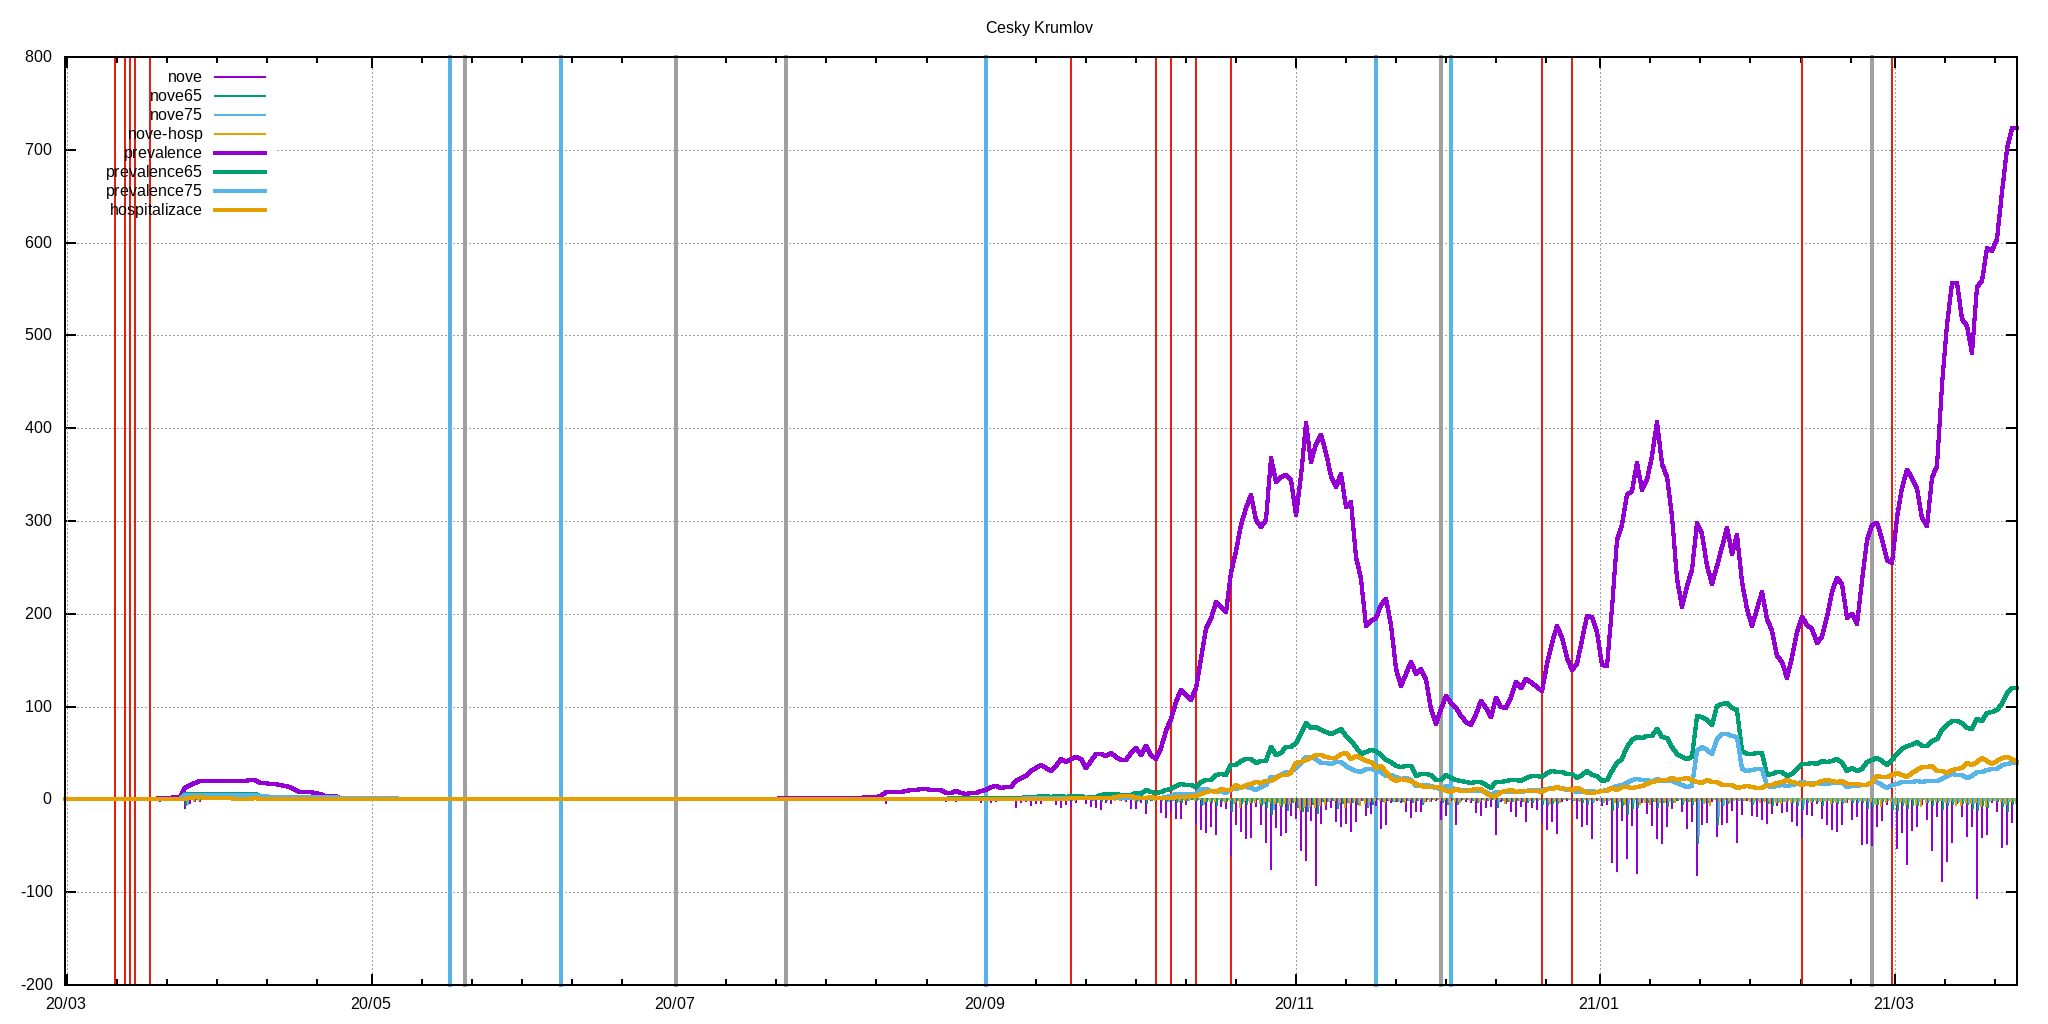 Cesky Krumlov
800
700
600
500
400
300
200
100
0
-100
-200
nove
nove65
nove75
nove-hosp
prevalence
prevalence65
prevalence75
hospitalizace
20/03 20/05 20/07 20/09 20/11 21/01 21/03